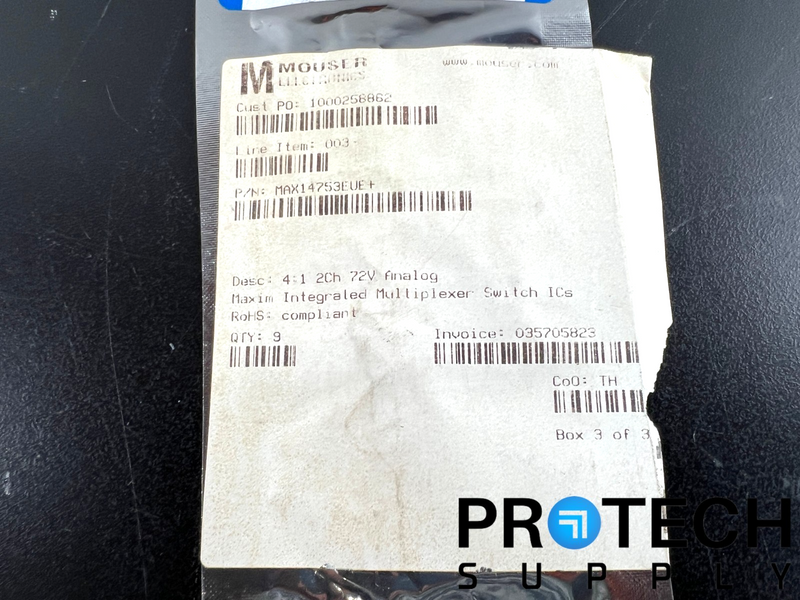 MOUSER
ELECTRONICS
www.mouser.com
Cust PO: 1000258862
Line Item: 003-
P/N: MAX14753EUE+
Desc: 4:1 2Ch 72V Analog
Maxim Integrated Multiplexer Switch ICs
RoHS: compliant
QTY: 9
Invoice: 035705823
CoO: TH
Box 3 of 3
PROTECH
SUPPLY